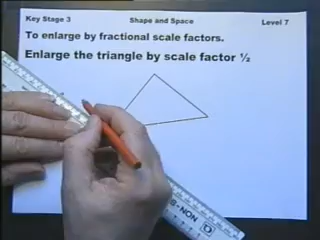 Key Stage 3 Shape and Space Level 7
To enlarge by fractional scale factors.
Enlarge the triangle by scale factor ½